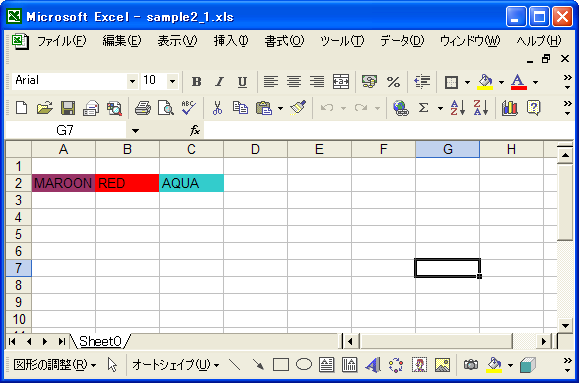 Microsoft Excel - sample2_1.xls
ファイル(F) 編集(E) 表示(V) 挿入(I) 書式(O) ツール(T) データ(D) ウィンドウ(W) ヘルプ(H)
Arial 10 B I U % A
Σ ?
G7 fx
A B C D E F G H
1
2 MAROON RED AQUA
3
4
5
6
7
8
9
10
Sheet0
図形の調整(R) オートシェイプ(U)